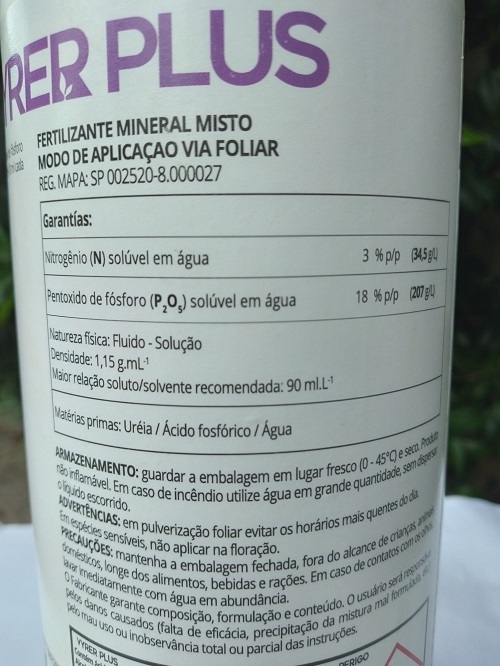 YRER PLUS
FERTILIZANTE MINERAL MISTO
MODO DE APLICAÇAO VIA FOLIAR
REG. MAPA: SP 002520-8.000027
Garantías:
Nitrogênio (N) solúvel em água 3 % p/p (34,5 g/L)
Pentoxido de fósforo (P₂O₅) solúvel em água 18 % p/p (207 g/L)
Natureza física: Fluido - Solução
Densidade: 1,15 g.mL⁻¹
Maior relação soluto/solvente recomendada: 90 ml.L⁻¹
Matérias primas: Uréia / Ácido fosfórico / Água
ARMAZENAMENTO: guardar a embalagem em lugar fresco (0 - 45°C) e seco. Produto
não inflamável. Em caso de incêndio utilize água em grande quantidade, sem dispersar
o líquido escorrido.
ADVERTÊNCIAS: em pulverização foliar evitar os horários mais quentes do dia.
Em espécies sensíveis, não aplicar na floração.
PRECAUÇÕES: mantenha a embalagem fechada, fora do alcance de crianças, animais
domésticos, longe dos alimentos, bebidas e rações. Em caso de contatos com os olhos,
lavar imediatamente com água em abundância.
O Fabricante garante composição, formulação e conteúdo. O usuário será responsável
pelos danos causados (falta de eficácia, precipitação da mistura mal formulada,
pelo mau uso ou inobservância total ou parcial das instruções.
VYRER PLUS
PERIGO